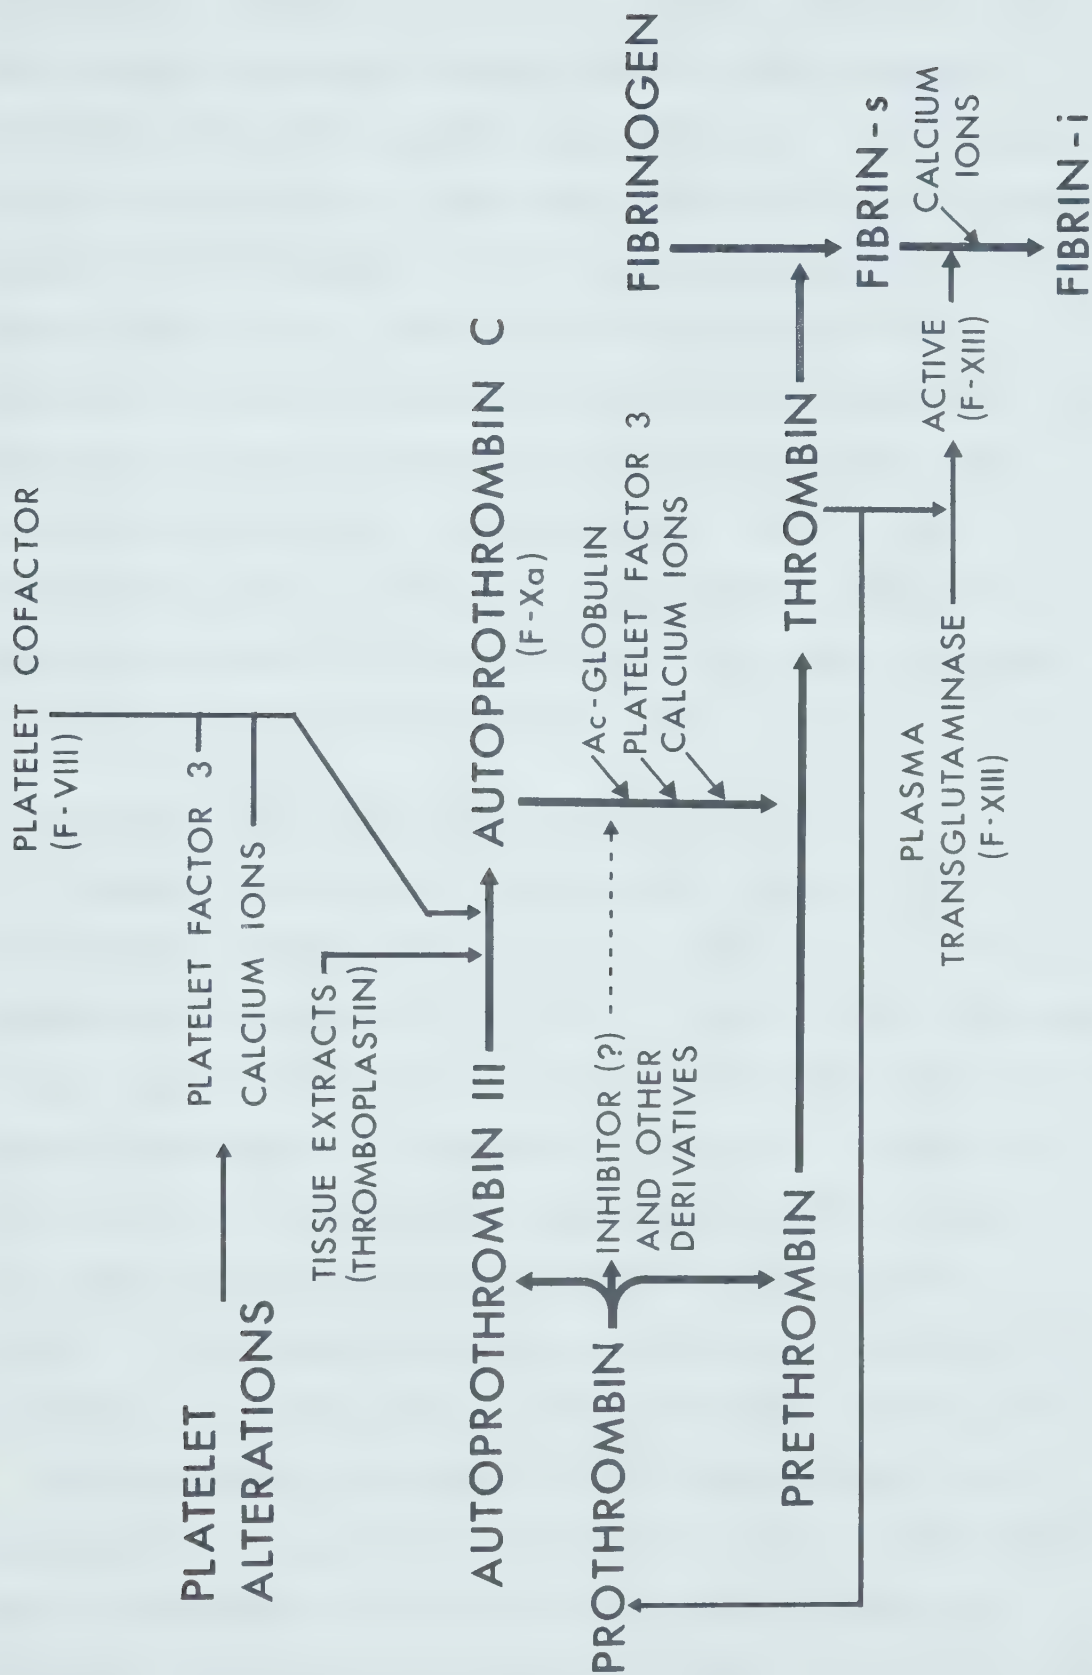 PLATELET COFACTOR
(F-VIII)
PLATELET
ALTERATIONS
PLATELET FACTOR 3
CALCIUM IONS
TISSUE EXTRACTS
(THROMBOPLASTIN)
AUTOPROTHROMBIN III
AUTOPROTHROMBIN C
(F-Xa)
PROTHROMBIN
INHIBITOR (?)
AND OTHER
DERIVATIVES
Ac-GLOBULIN
PLATELET FACTOR 3
CALCIUM IONS
FIBRINOGEN
PRETHROMBIN
THROMBIN
FIBRIN-s
PLASMA
TRANSGLUTAMINASE
(F-XIII)
ACTIVE
(F-XIII)
CALCIUM
IONS
FIBRIN-i